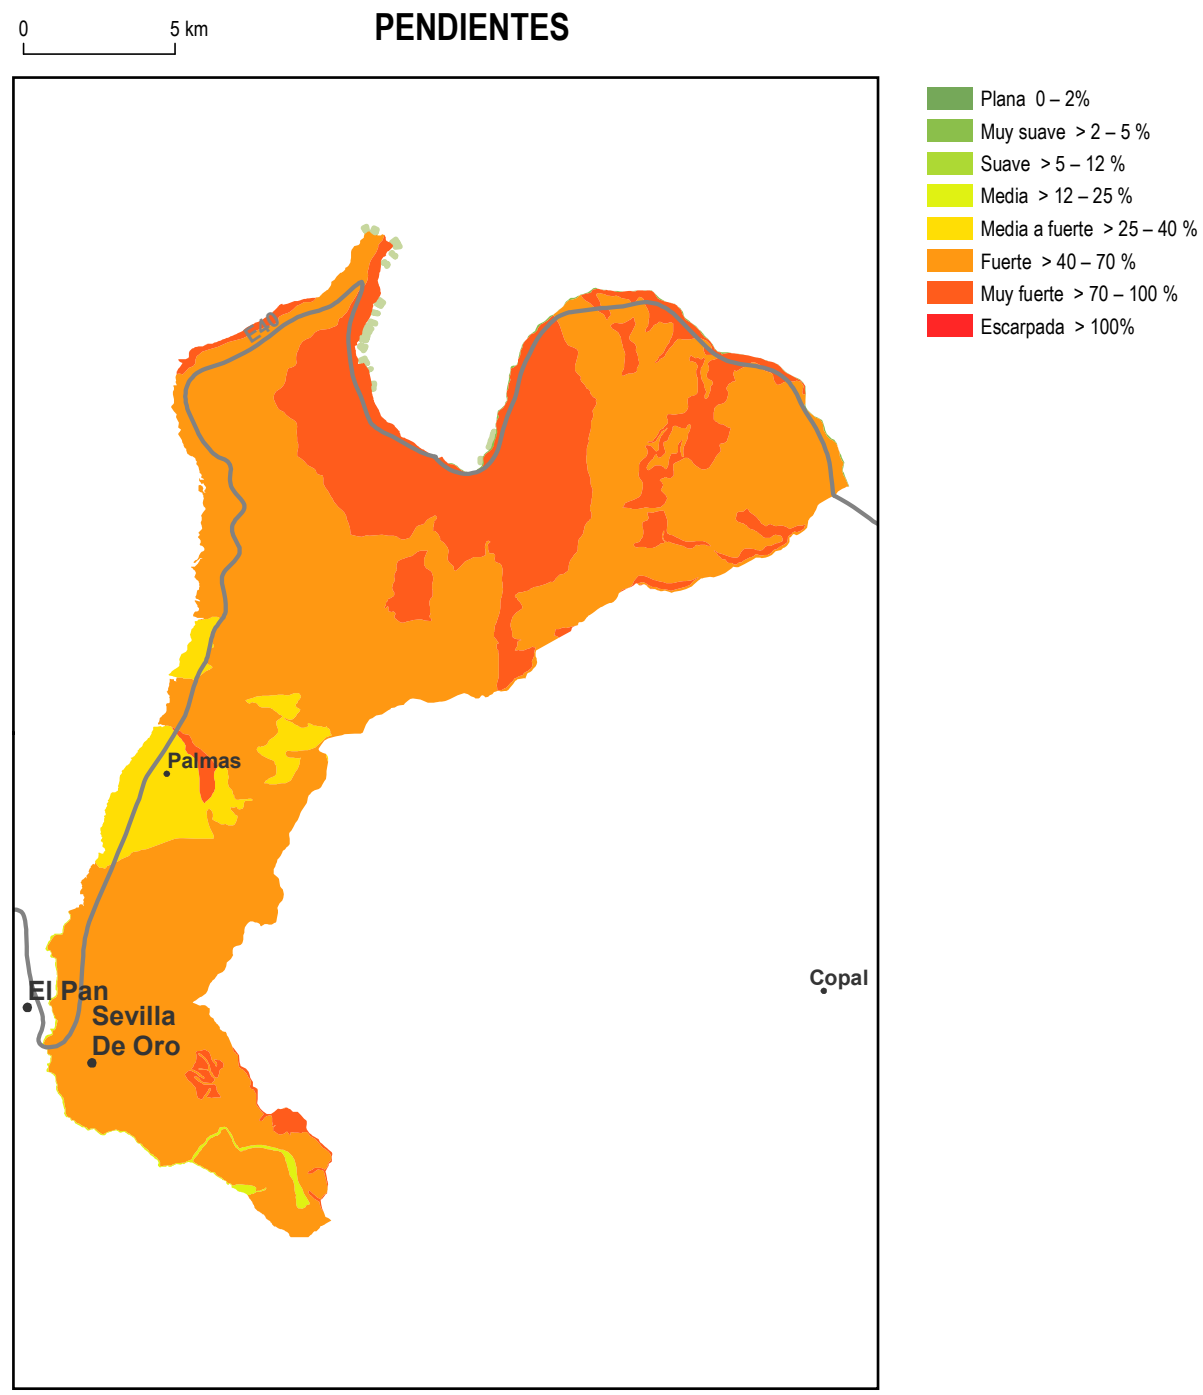 0 5 km
PENDIENTES
Plana 0 – 2%
Muy suave > 2 – 5 %
Suave > 5 – 12 %
Media > 12 – 25 %
Media a fuerte > 25 – 40 %
Fuerte > 40 – 70 %
Muy fuerte > 70 – 100 %
Escarpada > 100%
E40
Palmas
Copal
El Pan
Sevilla
De Oro